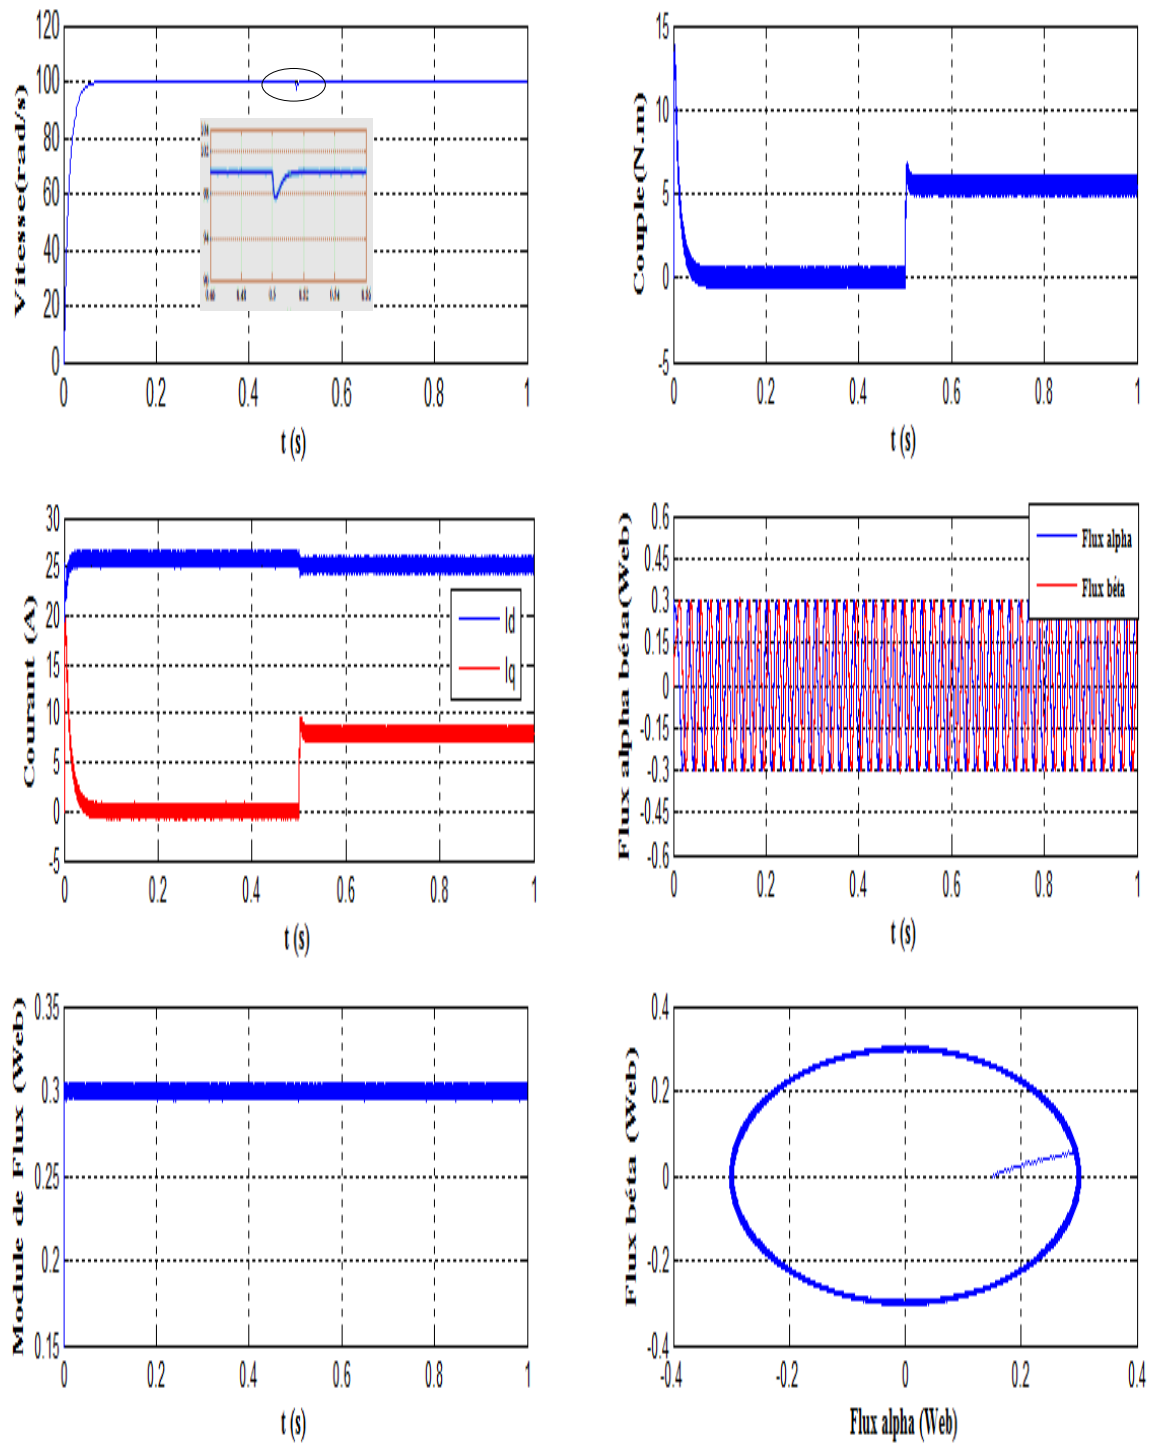 120
100
80
60
40
20
0
Vitesse(rad/s)
0 0.2 0.4 0.6 0.8 1
t (s)
15
10
5
0
-5
Couple(N.m)
0 0.2 0.4 0.6 0.8 1
t (s)
30
25
20
15
10
5
0
-5
Courant (A)
Id
Iq
0 0.2 0.4 0.6 0.8 1
t (s)
0.6
0.45
0.3
0.15
0
-0.15
-0.3
-0.45
-0.6
Flux alpha béta(Web)
Flux alpha
Flux béta
0 0.2 0.4 0.6 0.8 1
t (s)
0.35
0.3
0.25
0.2
0.15
Module de Flux (Web)
0 0.2 0.4 0.6 0.8 1
t (s)
0.4
0.2
0
-0.2
-0.4
Flux béta (Web)
-0.4 -0.2 0 0.2 0.4
Flux alpha (Web)